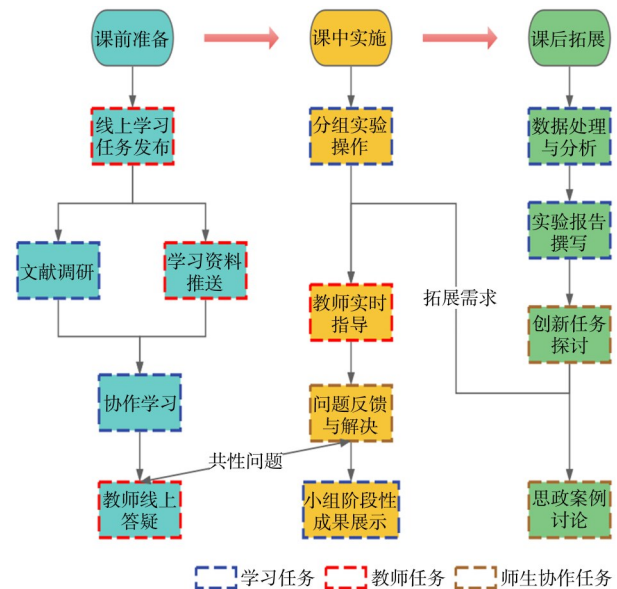 课前准备
课中实施
课后拓展
线上学习
任务发布
分组实验
操作
数据处理
与分析
文献调研
学习资料
推送
实验报告
撰写
教师实时
指导
拓展需求
创新任务
探讨
协作学习
问题反馈
与解决
共性问题
教师线上
答疑
小组阶段性
成果展示
思政案例
讨论
学习任务
教师任务
师生协作任务